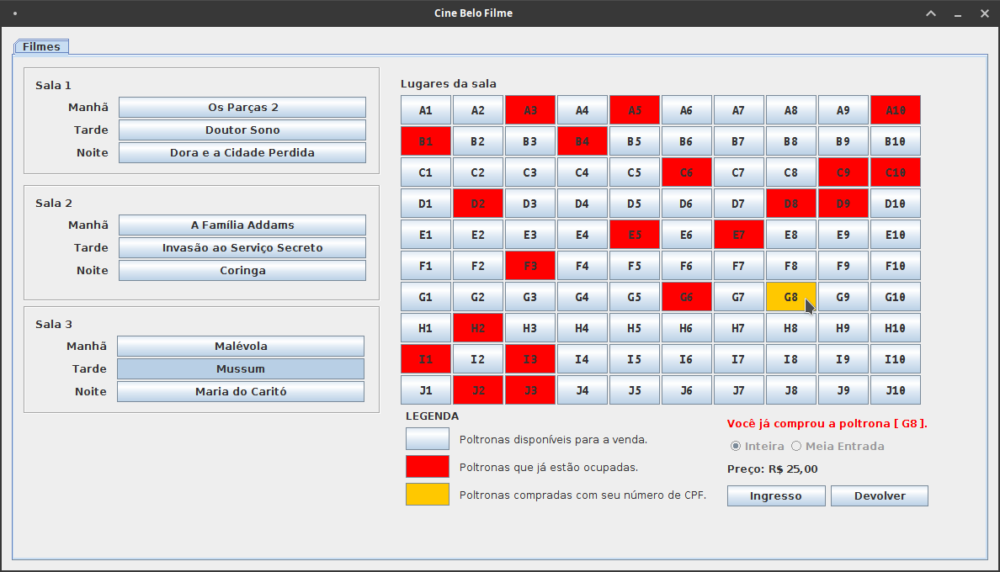 Cine Belo Filme
Filmes
Sala 1
Manhã Os Parças 2
Tarde Doutor Sono
Noite Dora e a Cidade Perdida
Sala 2
Manhã A Família Addams
Tarde Invasão ao Serviço Secreto
Noite Coringa
Sala 3
Manhã Malévola
Tarde Mussum
Noite Maria do Caritó
Lugares da sala
A1 A2 A3 A4 A5 A6 A7 A8 A9 A10
B1 B2 B3 B4 B5 B6 B7 B8 B9 B10
C1 C2 C3 C4 C5 C6 C7 C8 C9 C10
D1 D2 D3 D4 D5 D6 D7 D8 D9 D10
E1 E2 E3 E4 E5 E6 E7 E8 E9 E10
F1 F2 F3 F4 F5 F6 F7 F8 F9 F10
G1 G2 G3 G4 G5 G6 G7 G8 G9 G10
H1 H2 H3 H4 H5 H6 H7 H8 H9 H10
I1 I2 I3 I4 I5 I6 I7 I8 I9 I10
J1 J2 J3 J4 J5 J6 J7 J8 J9 J10
LEGENDA
Poltronas disponíveis para a venda.
Poltronas que já estão ocupadas.
Poltronas compradas com seu número de CPF.
Você já comprou a poltrona [ G8 ].
Inteira Meia Entrada
Preço: R$ 25,00
Ingresso Devolver